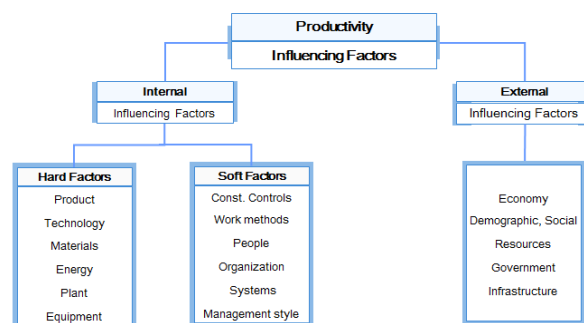 Productivity
Influencing Factors
Internal
Influencing Factors
External
Influencing Factors
Hard Factors
Product
Technology
Materials
Energy
Plant
Equipment
Soft Factors
Const. Controls
Work methods
People
Organization
Systems
Management style
Economy
Demographic, Social
Resources
Government
Infrastructure